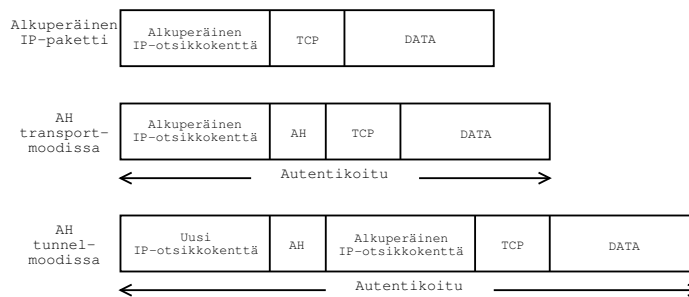 Alkuperäinen
IP-paketti
Alkuperäinen
IP-otsikkokenttä
TCP
DATA
AH
transport-
moodissa
Alkuperäinen
IP-otsikkokenttä
AH
TCP
DATA
Autentikoitu
AH
tunnel-
moodissa
Uusi
IP-otsikkokenttä
AH
Alkuperäinen
IP-otsikkokenttä
TCP
DATA
Autentikoitu